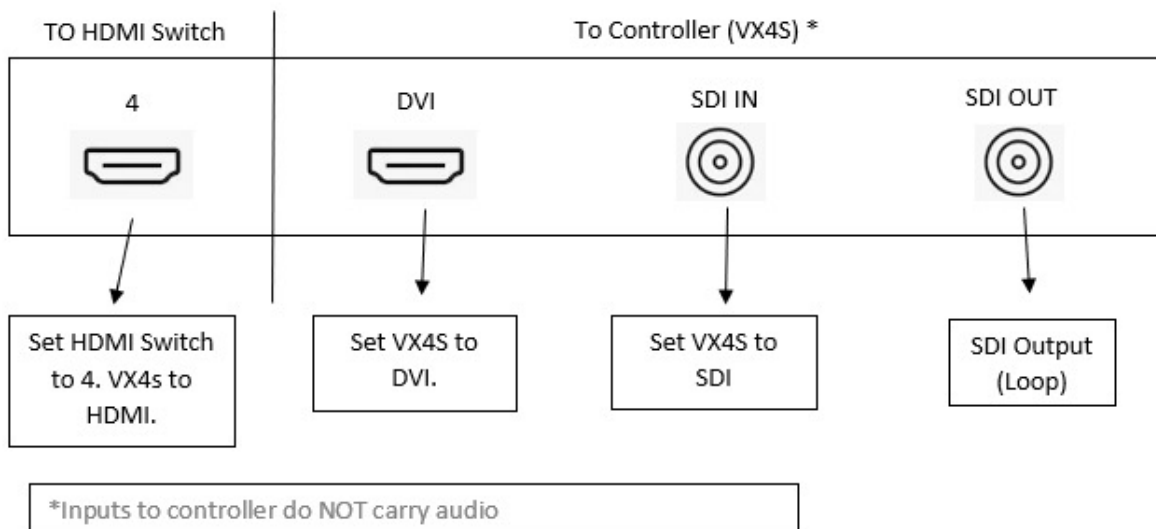 TO HDMI Switch
To Controller (VX4S) *
4
DVI
SDI IN
SDI OUT
Set HDMI Switch
to 4. VX4s to
HDMI.
Set VX4S to
DVI.
Set VX4S to
SDI
SDI Output
(Loop)
*Inputs to controller do NOT carry audio